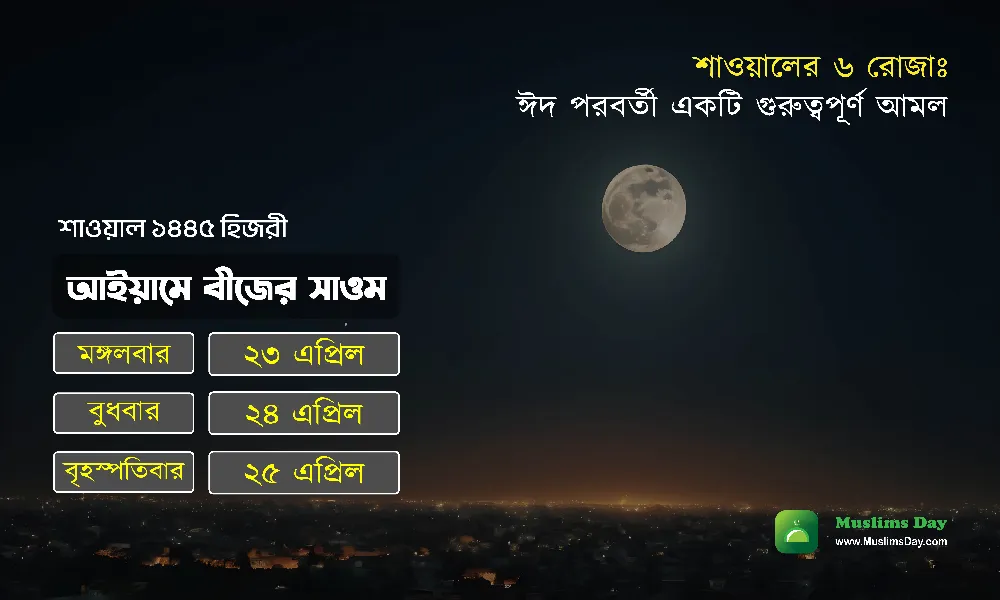 শাওয়ালের ৬ রোজাঃ
ঈদ পরবর্তী একটি গুরুত্বপূর্ণ আমল
শাওয়াল ১৪৪৫ হিজরী
আইয়ামে বীজের সাওম
মঙ্গলবার ২৩ এপ্রিল
বুধবার ২৪ এপ্রিল
বৃহস্পতিবার ২৫ এপ্রিল
Muslims Day
www.MuslimsDay.com